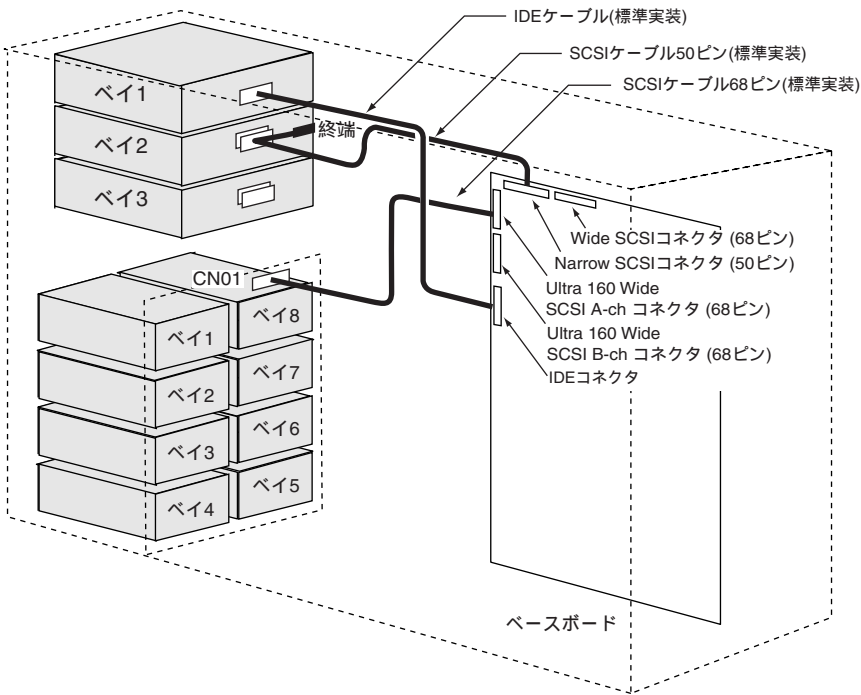 IDEケーブル(標準実装)
SCSIケーブル50ピン(標準実装)
SCSIケーブル68ピン(標準実装)
ベイ1
ベイ2
終端
ベイ3
Wide SCSIコネクタ (68ピン)
Narrow SCSIコネクタ (50ピン)
Ultra 160 Wide
SCSI A-ch コネクタ (68ピン)
Ultra 160 Wide
SCSI B-ch コネクタ (68ピン)
IDEコネクタ
CN01
ベイ8
ベイ1
ベイ7
ベイ2
ベイ6
ベイ3
ベイ5
ベイ4
ベースボード